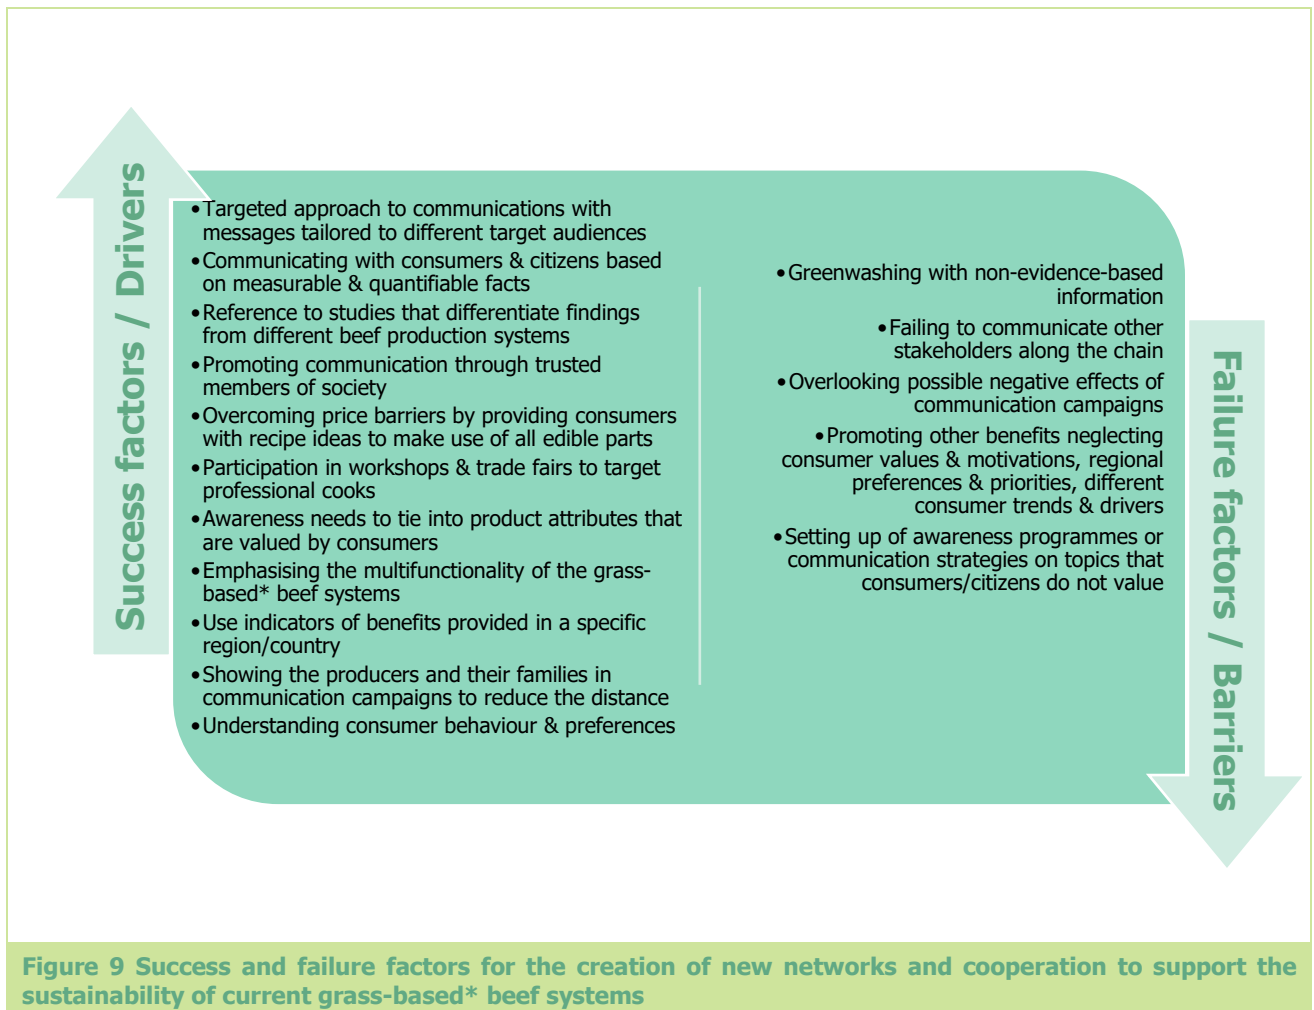 Success factors / Drivers
•Targeted approach to communications with
messages tailored to different target audiences
•Communicating with consumers & citizens based
on measurable & quantifiable facts
•Reference to studies that differentiate findings
from different beef production systems
•Promoting communication through trusted
members of society
•Overcoming price barriers by providing consumers
with recipe ideas to make use of all edible parts
•Participation in workshops & trade fairs to target
professional cooks
•Awareness needs to tie into product attributes that
are valued by consumers
•Emphasising the multifunctionality of the grass-
based* beef systems
•Use indicators of benefits provided in a specific
region/country
•Showing the producers and their families in
communication campaigns to reduce the distance
•Understanding consumer behaviour & preferences
•Greenwashing with non-evidence-based
information
•Failing to communicate other
stakeholders along the chain
•Overlooking possible negative effects of
communication campaigns
•Promoting other benefits neglecting
consumer values & motivations, regional
preferences & priorities, different
consumer trends & drivers
•Setting up of awareness programmes or
communication strategies on topics that
consumers/citizens do not value
Failure factors / Barriers
Figure 9 Success and failure factors for the creation of new networks and cooperation to support the
sustainability of current grass-based* beef systems